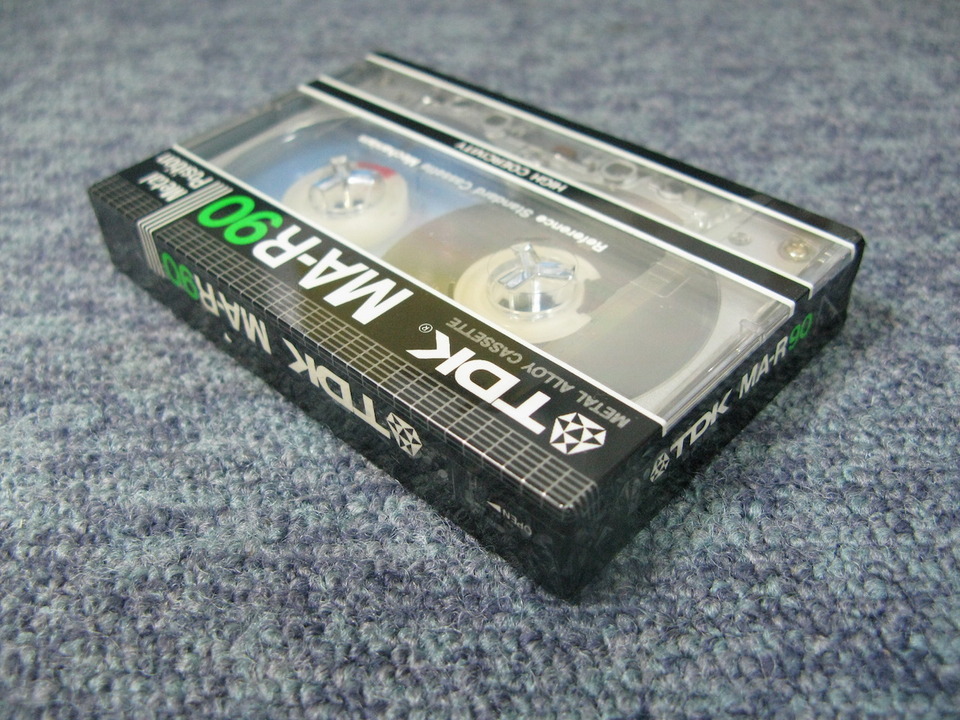 HIGH COERCIVITY
Reference Standard Cassette Mechanism
METAL ALLOY CASSETTE
TDK® MA-R90
Metal
Position
TDK MA-R90
OPEN
TDK MA-R90